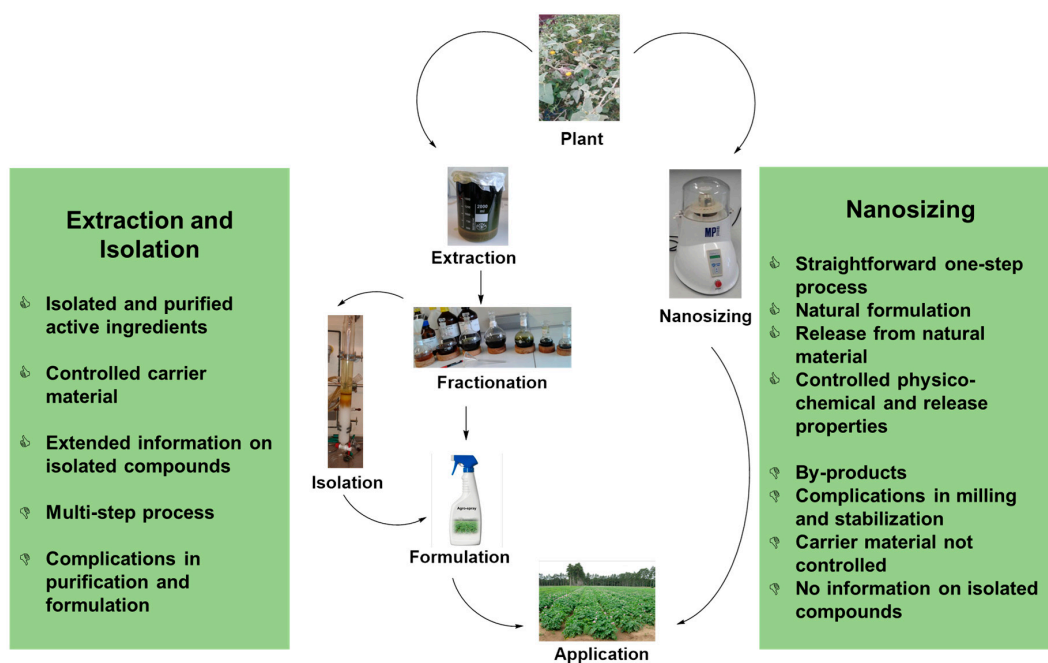 Plant
Extraction and
Isolation
Isolated and purified
active ingredients
Controlled carrier
material
Extended information on
isolated compounds
Multi-step process
Complications in
purification and
formulation
Extraction
Fractionation
Isolation
Agro-spray
Formulation
Application
MP
Nanosizing
Nanosizing
Straightforward one-step
process
Natural formulation
Release from natural
material
Controlled physico-
chemical and release
properties
By-products
Complications in milling
and stabilization
Carrier material not
controlled
No information on isolated
compounds